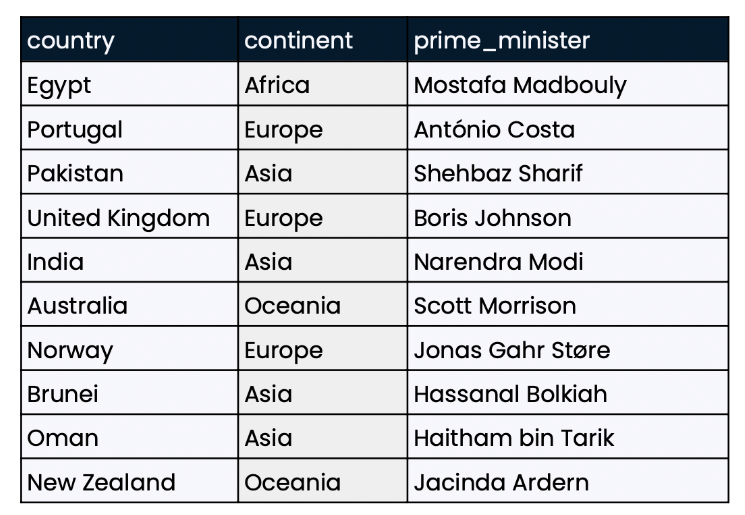 country continent prime_minister
Egypt Africa Mostafa Madbouly
Portugal Europe António Costa
Pakistan Asia Shehbaz Sharif
United Kingdom Europe Boris Johnson
India Asia Narendra Modi
Australia Oceania Scott Morrison
Norway Europe Jonas Gahr Støre
Brunei Asia Hassanal Bolkiah
Oman Asia Haitham bin Tarik
New Zealand Oceania Jacinda Ardern